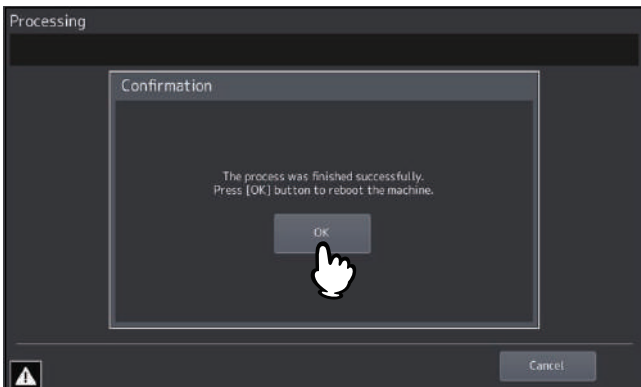 Processing
Confirmation
The process was finished successfully.
Press [OK] button to reboot the machine.
OK
Cancel